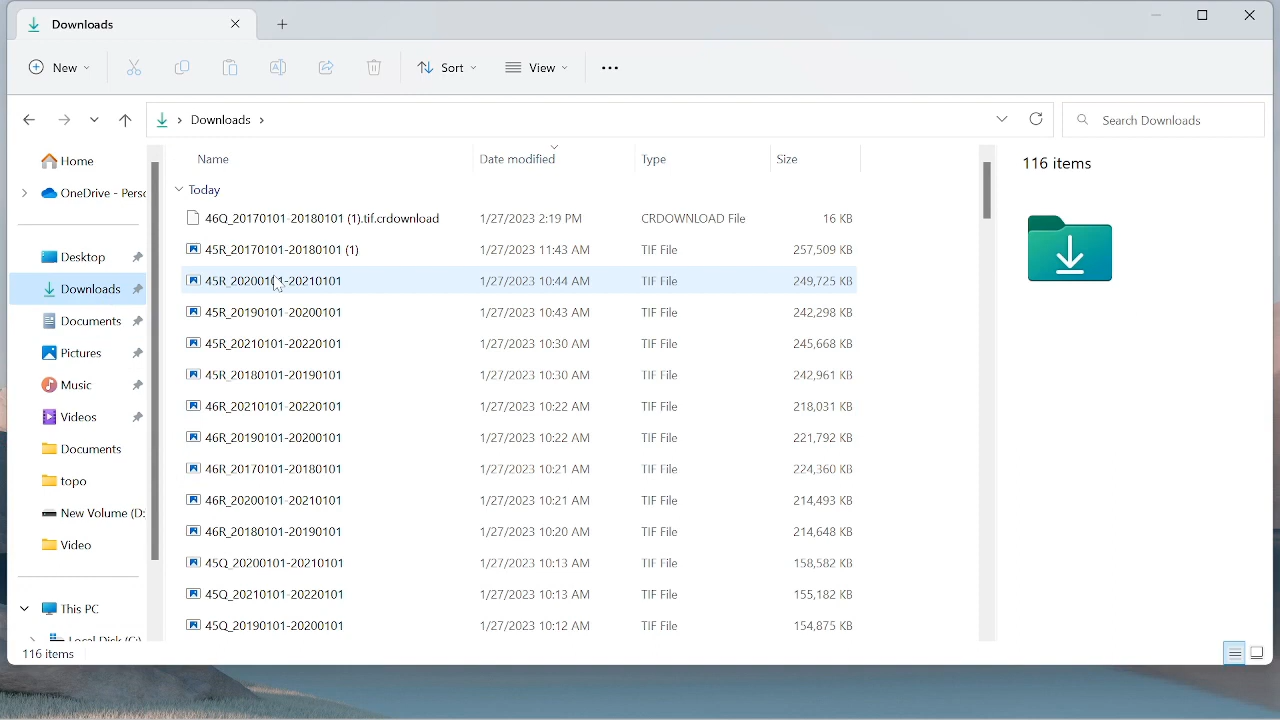 Downloads
New
Sort
View
Downloads
Search Downloads
Home
OneDrive - Perso
Desktop
Downloads
Documents
Pictures
Music
Videos
Documents
topo
New Volume (D:
Video
This PC
Name Date modified Type Size
Today
46Q_20170101-20180101 (1).tif.crdownload 1/27/2023 2:19 PM CRDOWNLOAD File 16 KB
45R_20170101-20180101 (1) 1/27/2023 11:43 AM TIF File 257,509 KB
45R_20200101-20210101 1/27/2023 10:44 AM TIF File 249,725 KB
45R_20190101-20200101 1/27/2023 10:43 AM TIF File 242,298 KB
45R_20210101-20220101 1/27/2023 10:30 AM TIF File 245,668 KB
45R_20180101-20190101 1/27/2023 10:30 AM TIF File 242,961 KB
46R_20210101-20220101 1/27/2023 10:22 AM TIF File 218,031 KB
46R_20190101-20200101 1/27/2023 10:22 AM TIF File 221,792 KB
46R_20170101-20180101 1/27/2023 10:21 AM TIF File 224,360 KB
46R_20200101-20210101 1/27/2023 10:21 AM TIF File 214,493 KB
46R_20180101-20190101 1/27/2023 10:20 AM TIF File 214,648 KB
45Q_20200101-20210101 1/27/2023 10:13 AM TIF File 158,582 KB
45Q_20210101-20220101 1/27/2023 10:13 AM TIF File 155,182 KB
45Q_20190101-20200101 1/27/2023 10:12 AM TIF File 154,875 KB
116 items
116 items